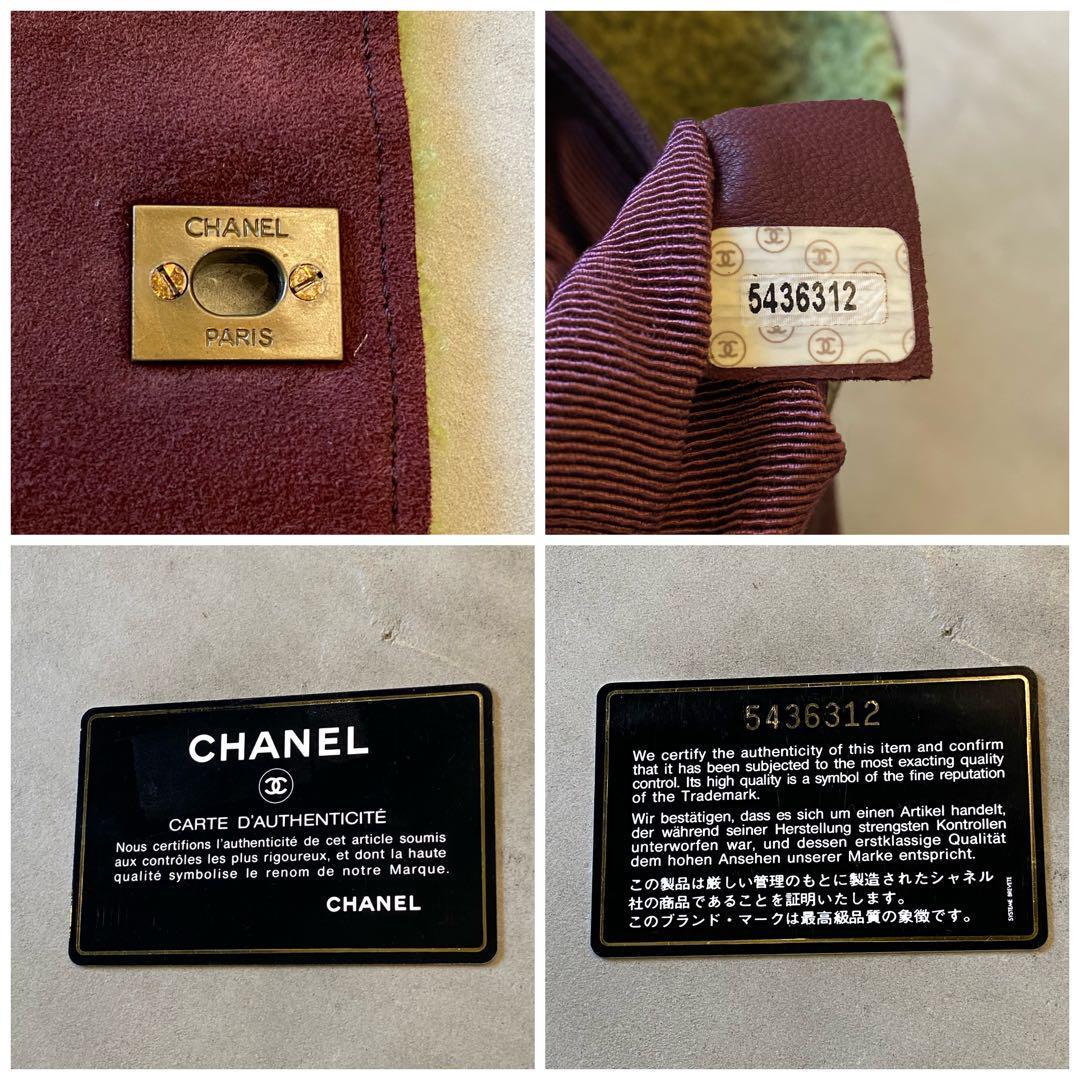 CHANEL
PARIS
5436312
CHANEL
CARTE D'AUTHENTICITÉ
Nous certifions l'authenticité de cet article soumis
aux contrôles les plus rigoureux, et dont la haute
qualité symbolise le renom de notre Marque.
CHANEL
5436312
We certify the authenticity of this item and confirm
that it has been subjected to the most exacting quality
control. Its high quality is a symbol of the fine reputation
of the Trademark.
Wir bestätigen, dass es sich um einen Artikel handelt,
der während seiner Herstellung strengsten Kontrollen
unterworfen war, und dessen erstklassige Qualität
dem hohen Ansehen unserer Marke entspricht.
この製品は厳しい管理のもとに製造されたシャネル
社の商品であることを証明いたします。
このブランド・マークは最高級品質の象徴です。
SYSTEME BREVETE